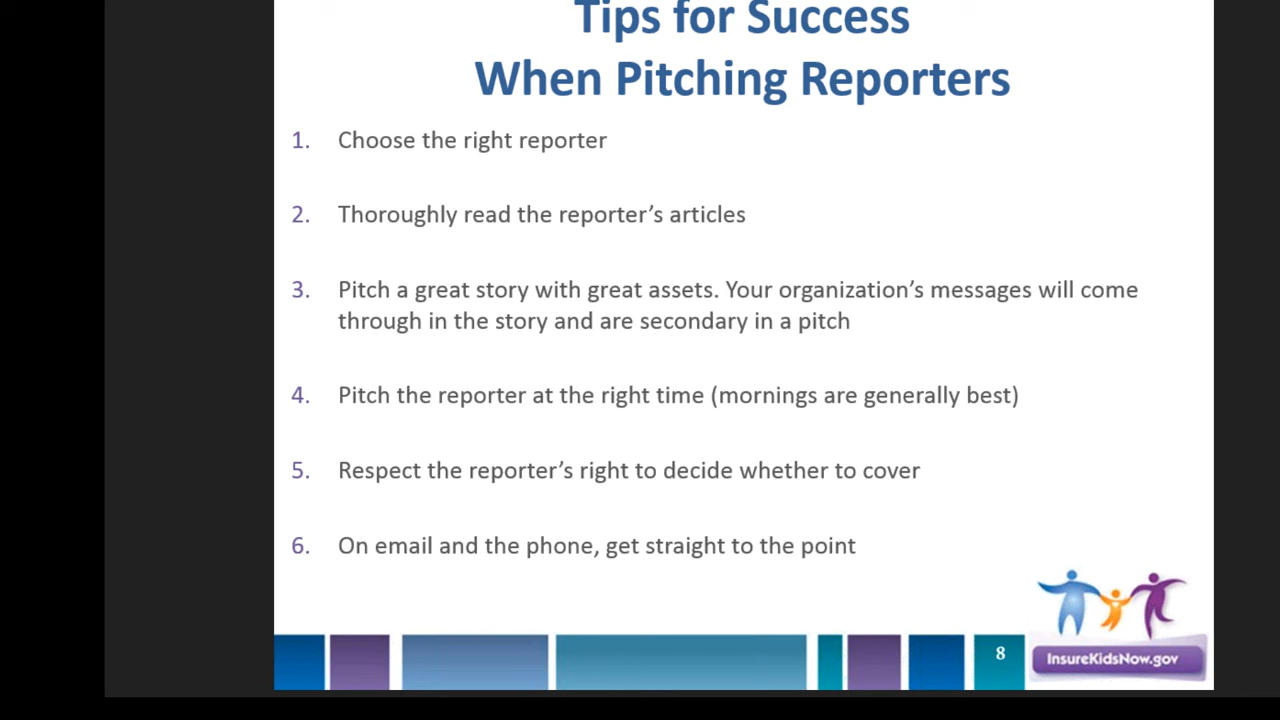 Tips for Success
When Pitching Reporters
1. Choose the right reporter
2. Thoroughly read the reporter’s articles
3. Pitch a great story with great assets. Your organization’s messages will come
through in the story and are secondary in a pitch
4. Pitch the reporter at the right time (mornings are generally best)
5. Respect the reporter’s right to decide whether to cover
6. On email and the phone, get straight to the point
8
InsureKidsNow.gov